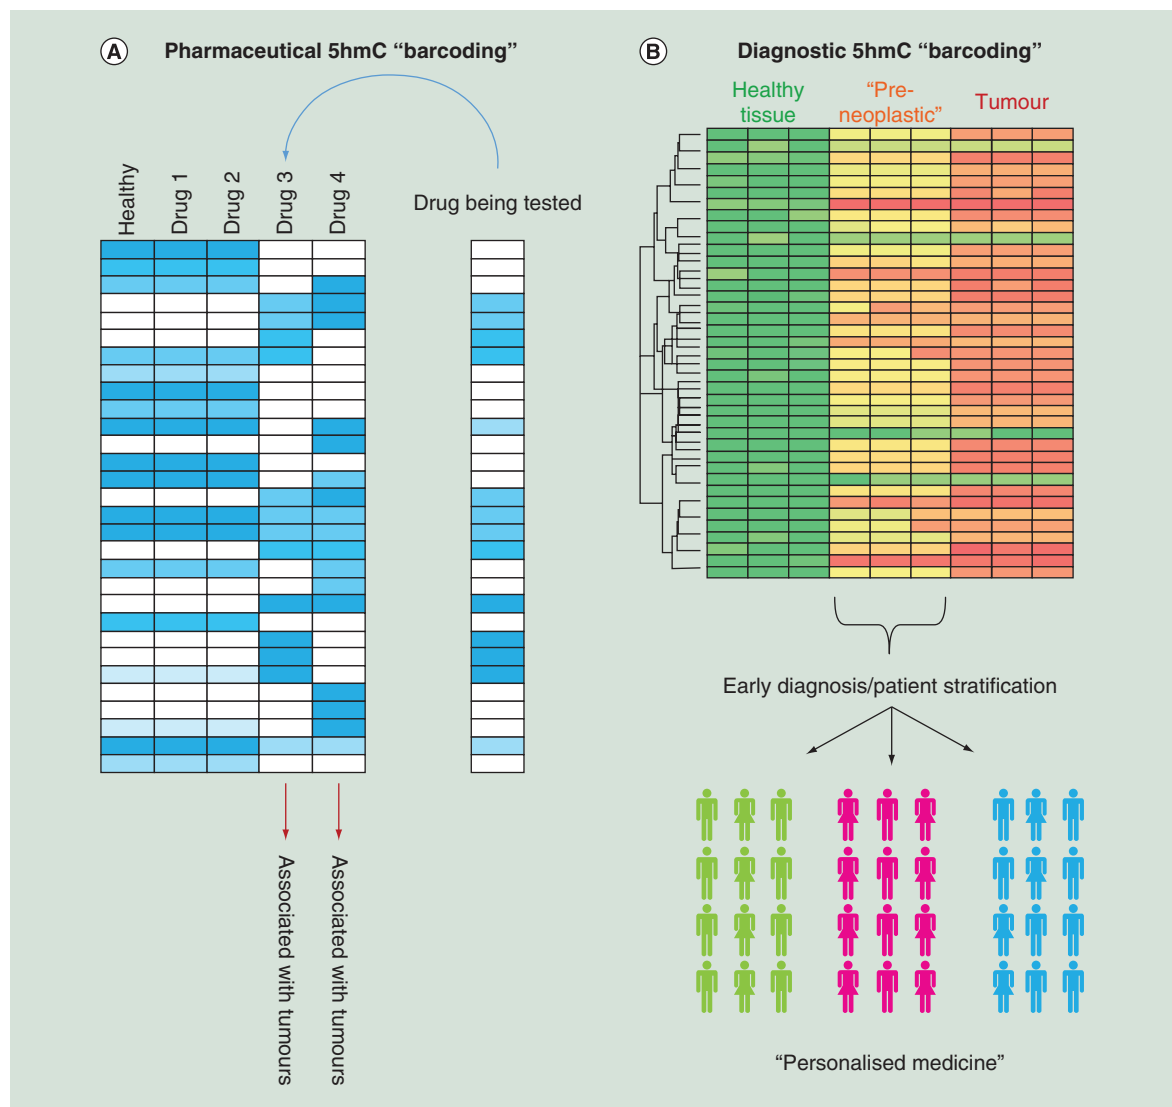 A Pharmaceutical 5hmC “barcoding”
Healthy
Drug 1
Drug 2
Drug 3
Drug 4
Drug being tested
Associated with tumours
Associated with tumours
B Diagnostic 5hmC “barcoding”
Healthy
tissue
“Pre-
neoplastic”
Tumour
Early diagnosis/patient stratification
“Personalised medicine”